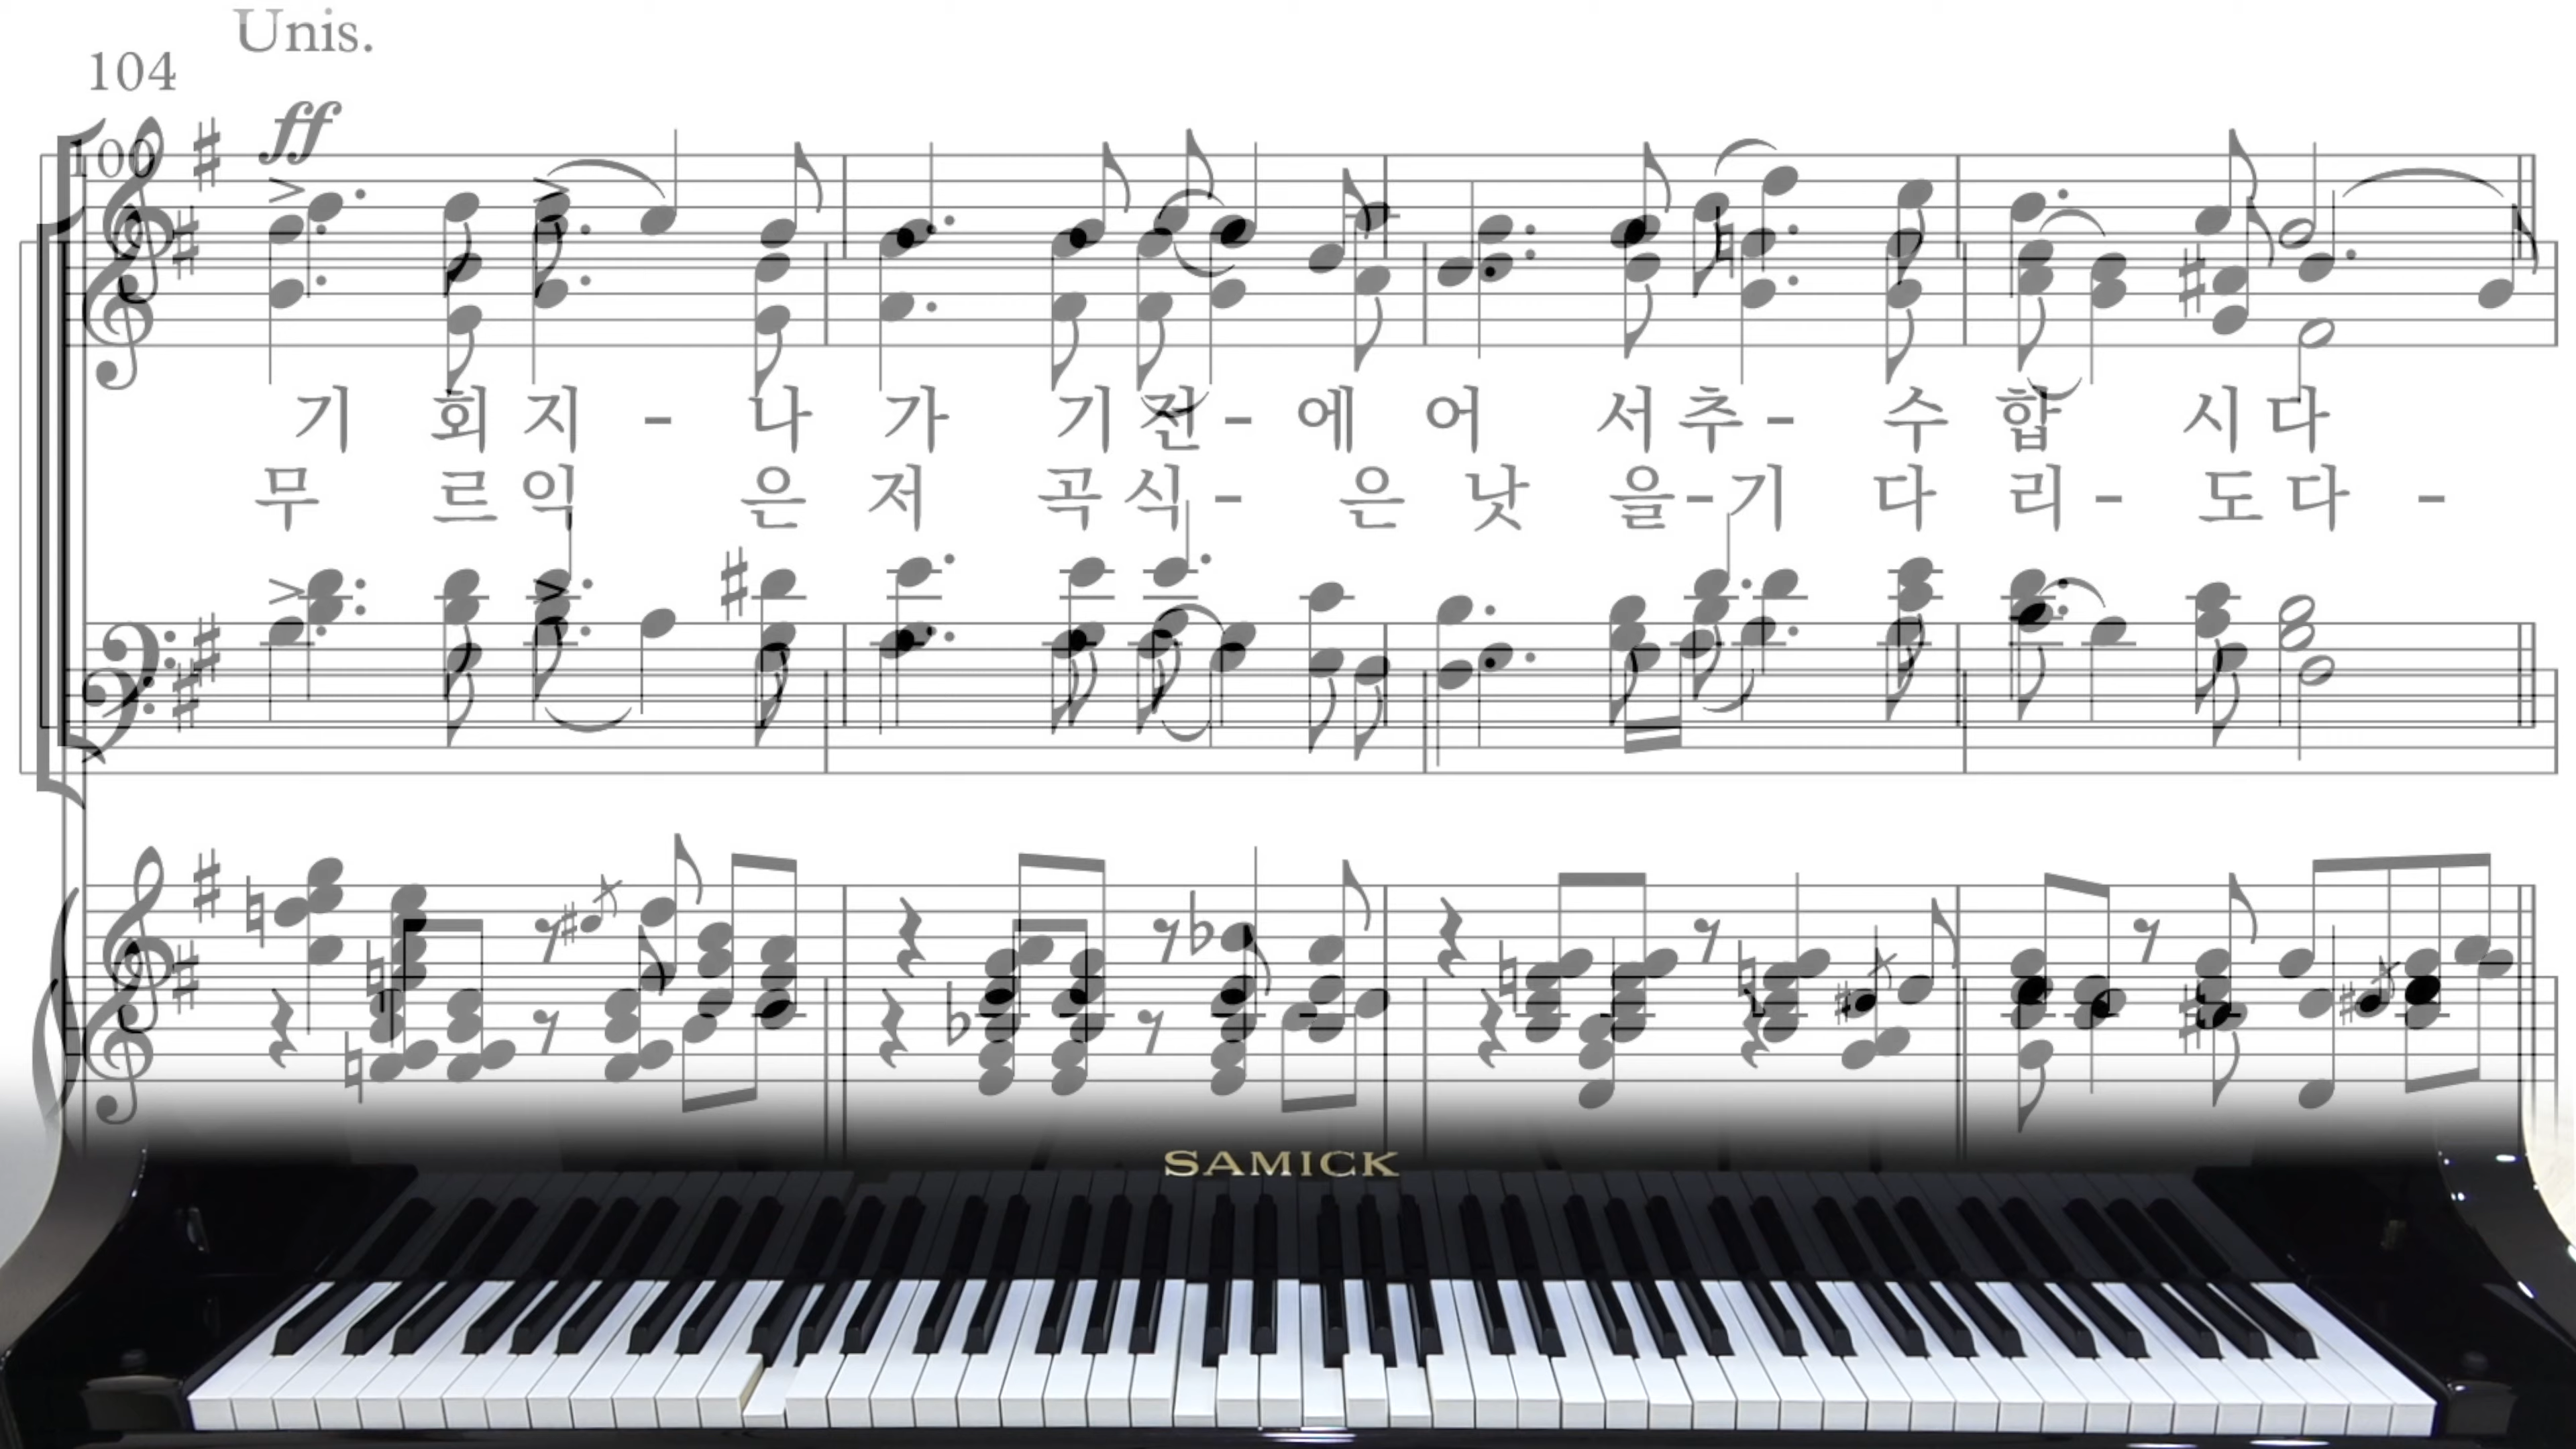 Unis.
104
ff
100
기 회 지 - 나 가 기 전 - 에 어 서 추 - 수 합 시 다
무 르 익 은 저 곡 식 - 은 낫 을 - 기 다 리 - 도 다 -
SAMICK